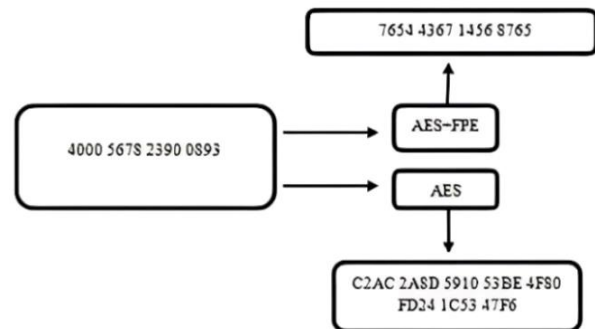 7654 4367 1456 8765
4000 5678 2390 0893
AES-FPE
AES
C2AC 2A8D 5910 53BE 4F80
FD24 1C53 47F6